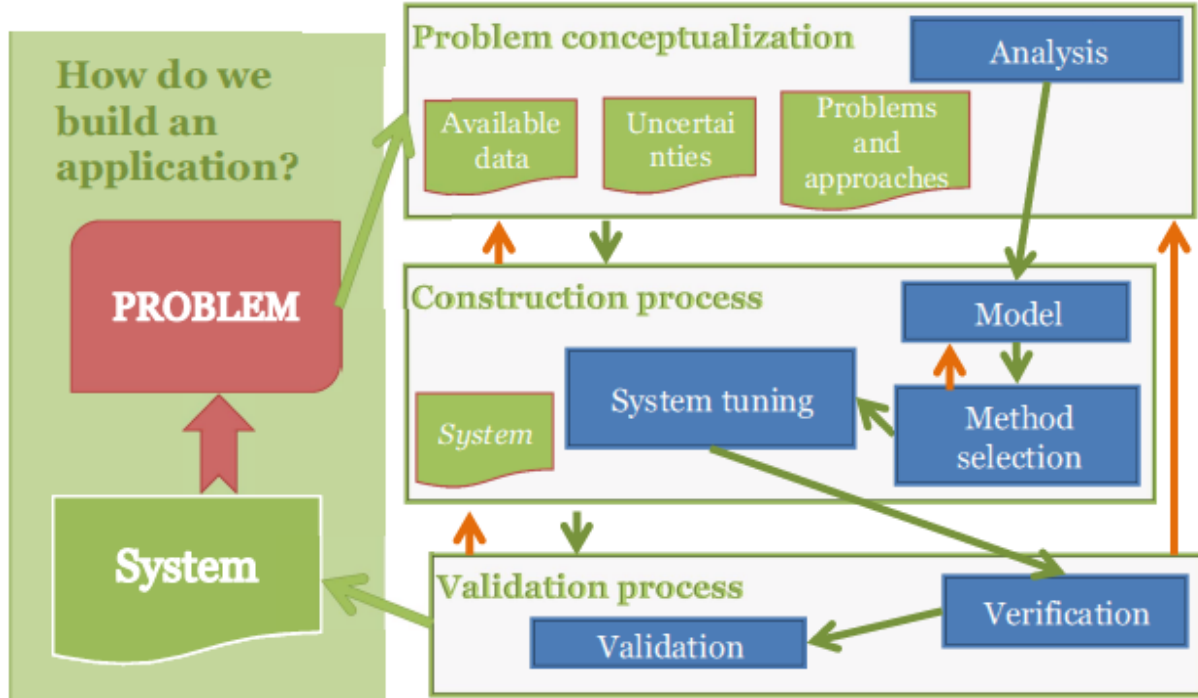 How do we
build an
application?
PROBLEM
System
Problem conceptualization
Analysis
Available
data
Uncertai
nties
Problems
and
approaches
Construction process
Model
System tuning
Method
selection
System
Validation process
Verification
Validation